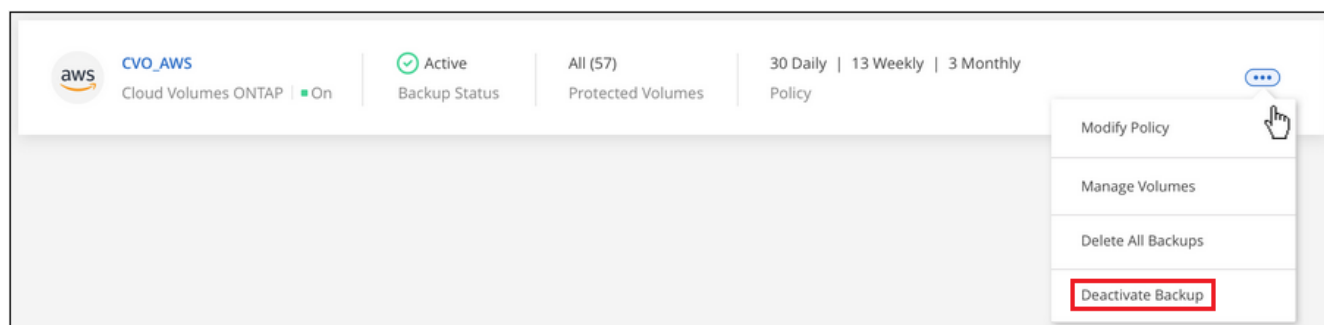 aws
CVO_AWS
Cloud Volumes ONTAP | On
Active
Backup Status
All (57)
Protected Volumes
30 Daily | 13 Weekly | 3 Monthly
Policy
Modify Policy
Manage Volumes
Delete All Backups
Deactivate Backup